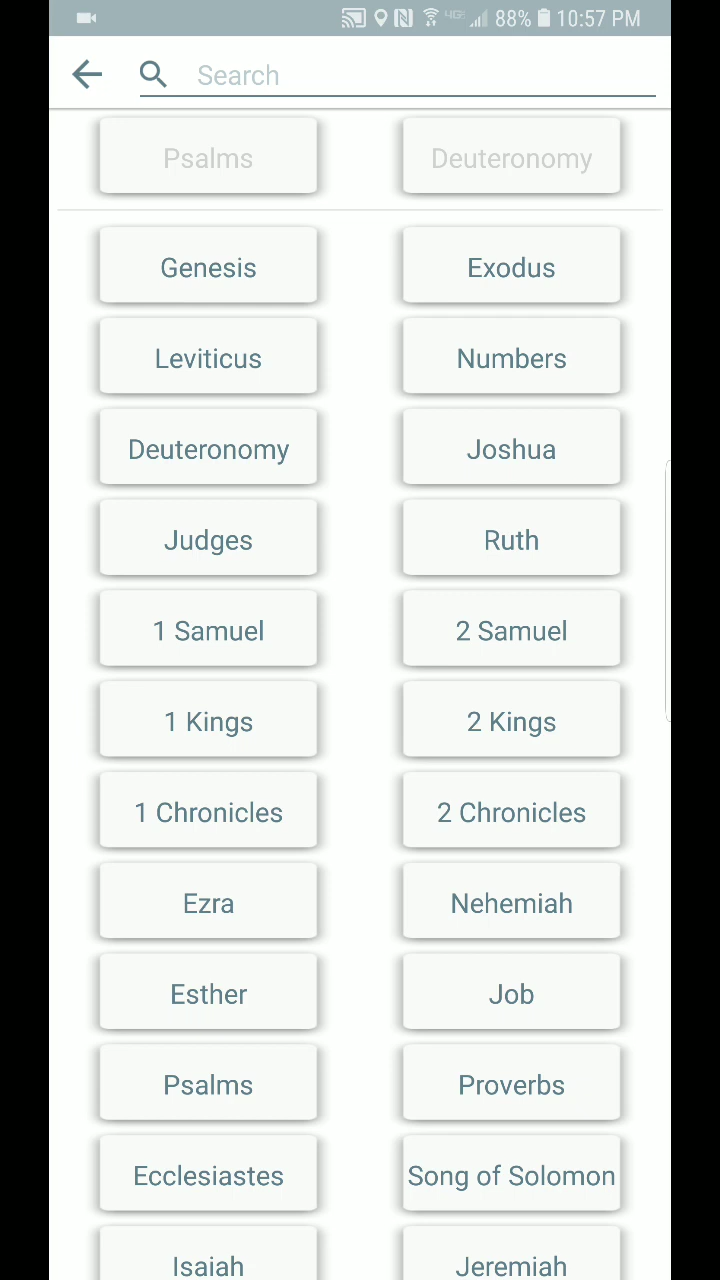 88% 10:57 PM
Search
Psalms Deuteronomy
Genesis Exodus
Leviticus Numbers
Deuteronomy Joshua
Judges Ruth
1 Samuel 2 Samuel
1 Kings 2 Kings
1 Chronicles 2 Chronicles
Ezra Nehemiah
Esther Job
Psalms Proverbs
Ecclesiastes Song of Solomon
Isaiah Jeremiah